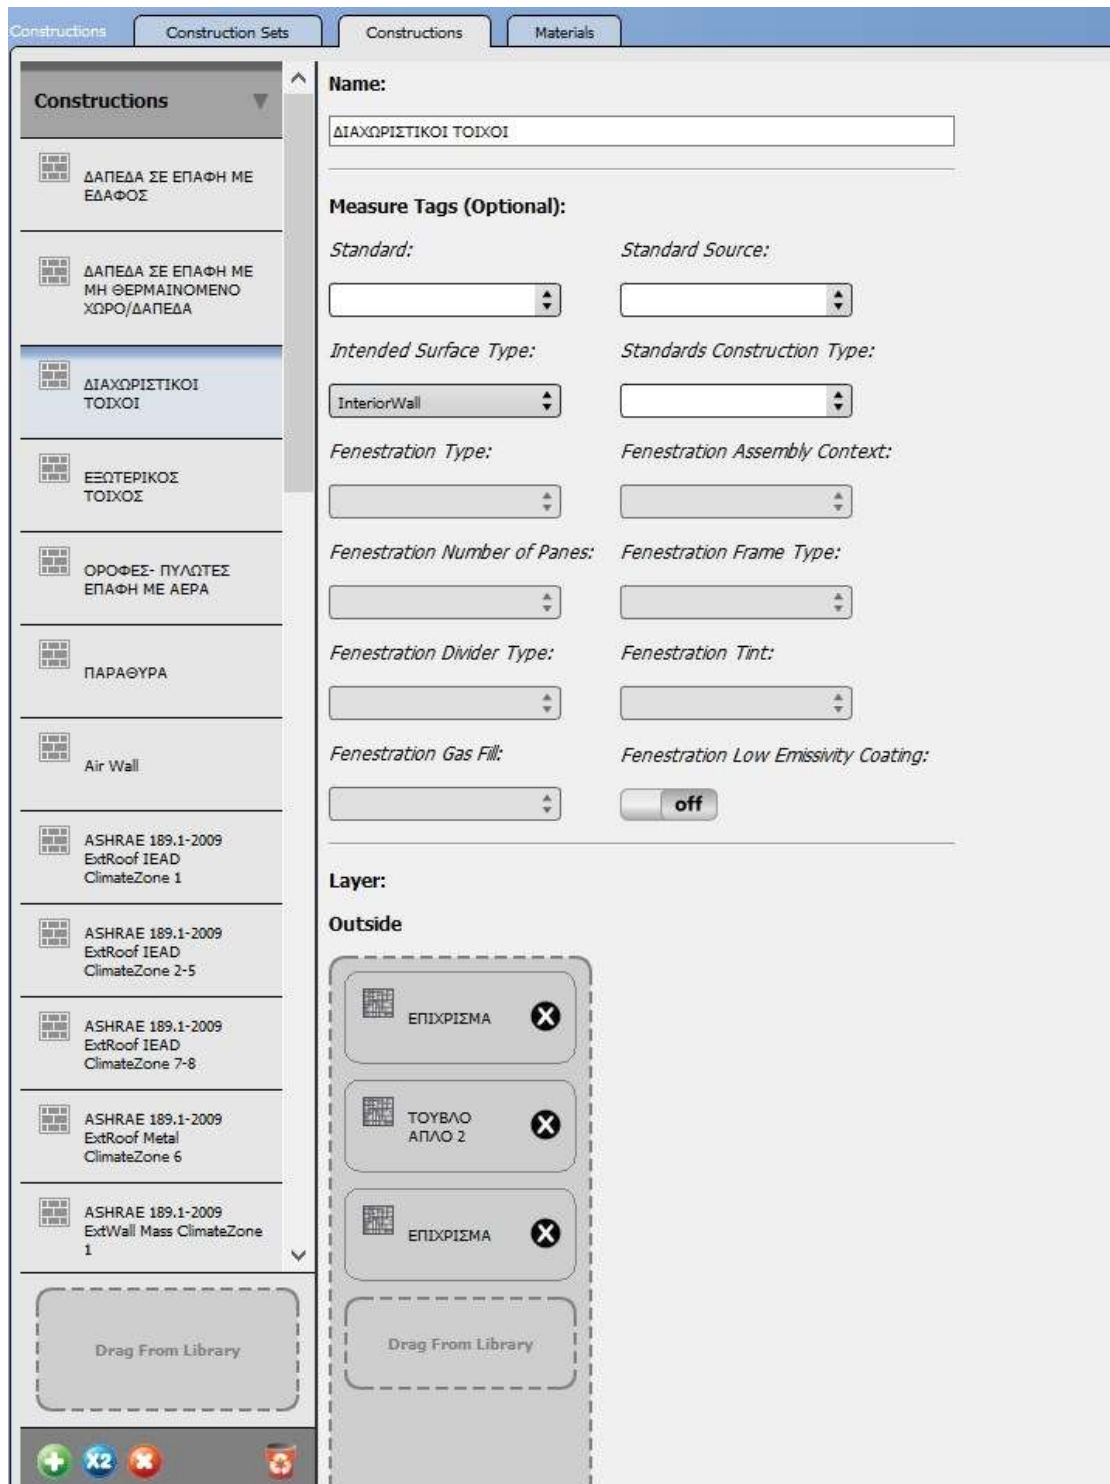 Constructions
Construction Sets
Constructions
Materials
Constructions
ΔΑΠΕΔΑ ΣΕ ΕΠΑΦΗ ΜΕ
ΕΔΑΦΟΣ
ΔΑΠΕΔΑ ΣΕ ΕΠΑΦΗ ΜΕ
ΜΗ ΘΕΡΜΑΙΝΟΜΕΝΟ
ΧΩΡΟ/ΔΑΠΕΔΑ
ΔΙΑΧΩΡΙΣΤΙΚΟΙ
ΤΟΙΧΟΙ
ΕΞΩΤΕΡΙΚΟΣ
ΤΟΙΧΟΣ
ΟΡΟΦΕΣ- ΠΥΛΩΤΕΣ
ΕΠΑΦΗ ΜΕ ΑΕΡΑ
ΠΑΡΑΘΥΡΑ
Air Wall
ASHRAE 189.1-2009
ExtRoof IEAD
ClimateZone 1
ASHRAE 189.1-2009
ExtRoof IEAD
ClimateZone 2-5
ASHRAE 189.1-2009
ExtRoof IEAD
ClimateZone 7-8
ASHRAE 189.1-2009
ExtRoof Metal
ClimateZone 6
ASHRAE 189.1-2009
ExtWall Mass ClimateZone
1
Drag From Library
X2
Name:
ΔΙΑΧΩΡΙΣΤΙΚΟΙ ΤΟΙΧΟΙ
Measure Tags (Optional):
Standard:
Standard Source:
Intended Surface Type:
Standards Construction Type:
InteriorWall
Fenestration Type:
Fenestration Assembly Context:
Fenestration Number of Panes:
Fenestration Frame Type:
Fenestration Divider Type:
Fenestration Tint:
Fenestration Gas Fill:
Fenestration Low Emissivity Coating:
off
Layer:
Outside
ΕΠΙΧΡΙΣΜΑ
ΤΟΥΒΛΟ
ΑΠΛΟ 2
ΕΠΙΧΡΙΣΜΑ
Drag From Library